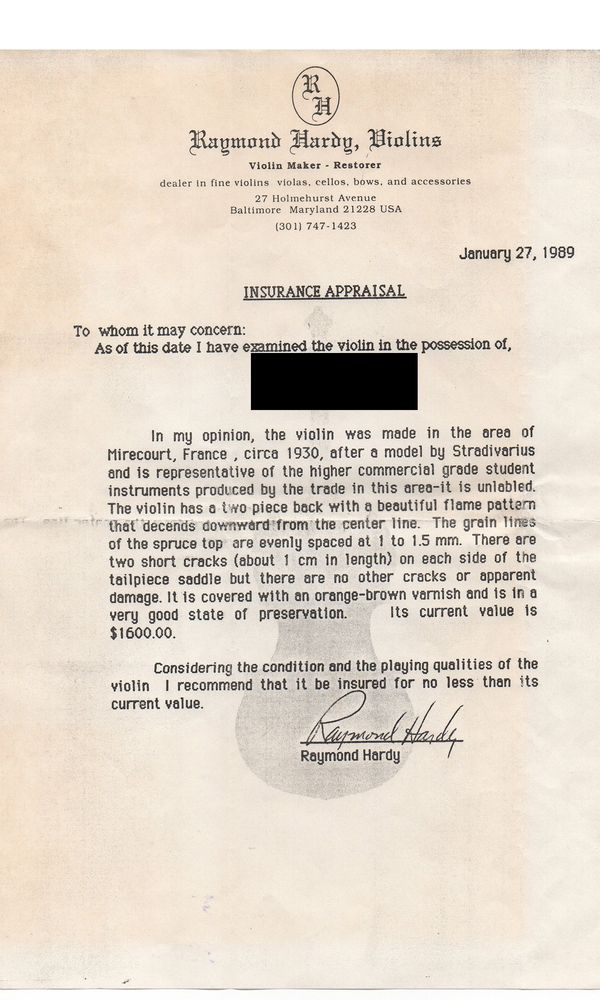 R
H
Raymond Hardy, Violins
Violin Maker - Restorer
dealer in fine violins violas, cellos, bows, and accessories
27 Holmehurst Avenue
Baltimore Maryland 21228 USA
(301) 747-1423
January 27, 1989
INSURANCE APPRAISAL
To whom it may concern:
As of this date I have examined the violin in the possession of,
In my opinion, the violin was made in the area of
Mirecourt, France , circa 1930, after a model by Stradivarius
and is representative of the higher commercial grade student
instruments produced by the trade in this area-it is unlabled.
The violin has a two piece back with a beautiful flame pattern
that decends downward from the center line. The grain lines
of the spruce top are evenly spaced at 1 to 1.5 mm. There are
two short cracks (about 1 cm in length) on each side of the
tailpiece saddle but there are no other cracks or apparent
damage. It is covered with an orange-brown varnish and is in a
very good state of preservation. Its current value is
$1600.00.
Considering the condition and the playing qualities of the
violin I recommend that it be insured for no less than its
current value.
Raymond Hardy
Raymond Hardy